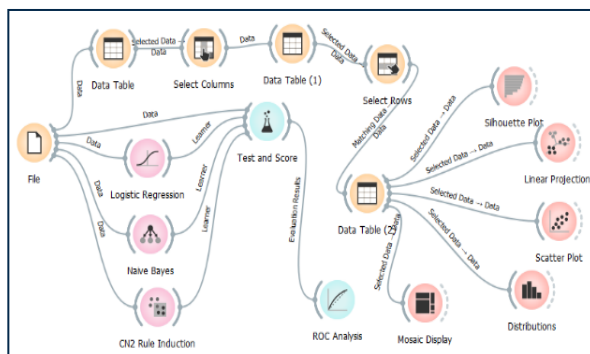 Data
Data Table
Selected Data → Data
Select Columns
Data
Data Table (1)
Selected Data → Data
Select Rows
Matching Data → Data
Data
File
Data
Logistic Regression
Learner
Test and Score
Data
Naive Bayes
Learner
Data
CN2 Rule Induction
Learner
Evaluation Results
ROC Analysis
Data Table (2)
Selected Data → Data
Silhouette Plot
Selected Data → Data
Linear Projection
Selected Data → Data
Scatter Plot
Selected Data → Data
Distributions
Selected Data → Data
Mosaic Display